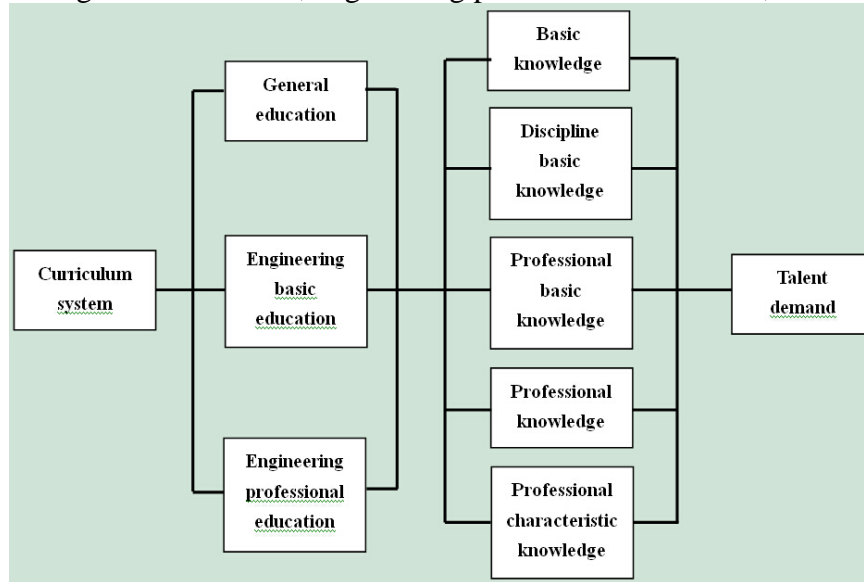 Curriculum
system
General
education
Engineering
basic
education
Engineering
professional
education
Basic
knowledge
Discipline
basic
knowledge
Professional
basic
knowledge
Professional
knowledge
Professional
characteristic
knowledge
Talent
demand